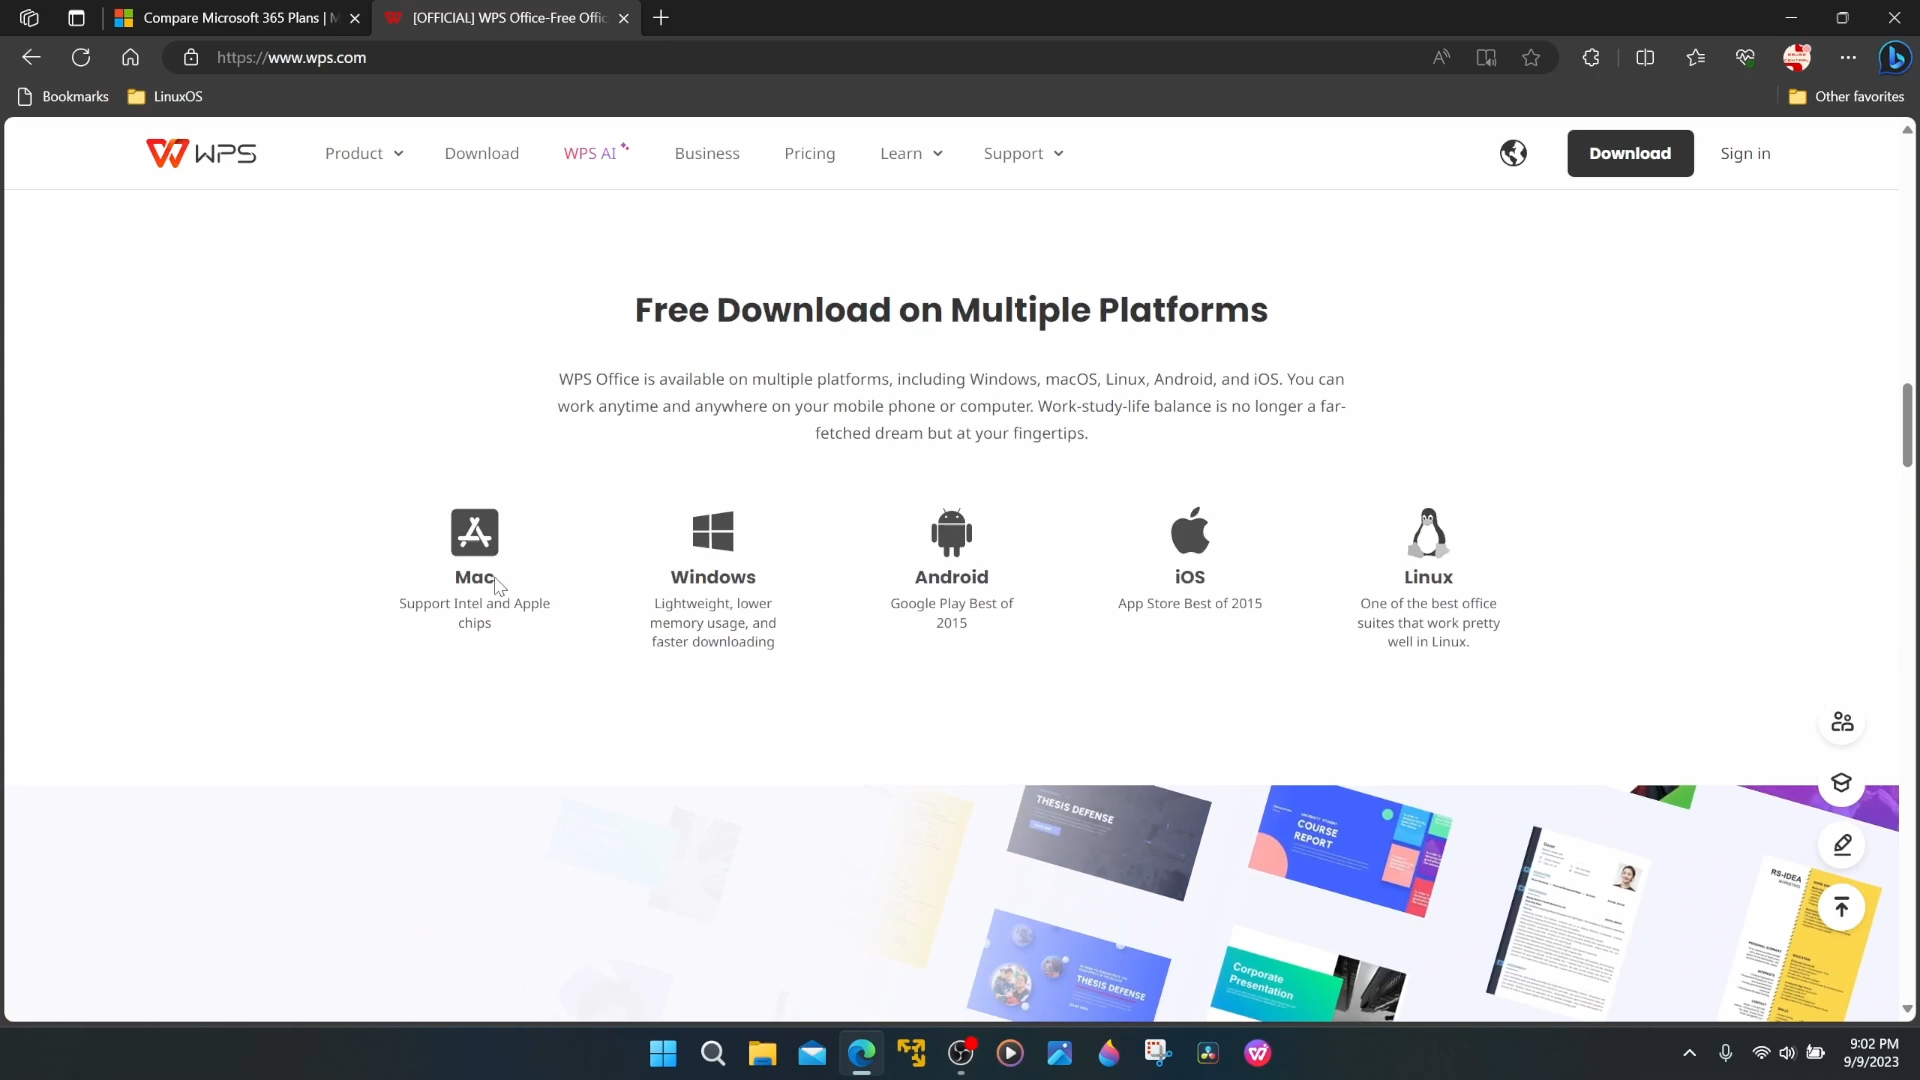 Compare Microsoft 365 Plans | M
[OFFICIAL] WPS Office-Free Offic
https://www.wps.com
Bookmarks
LinuxOS
Other favorites
WPS
Product
Download
WPS AI
Business
Pricing
Learn
Support
Download
Sign in
Free Download on Multiple Platforms
WPS Office is available on multiple platforms, including Windows, macOS, Linux, Android, and iOS. You can
work anytime and anywhere on your mobile phone or computer. Work-study-life balance is no longer a far-
fetched dream but at your fingertips.
Mac
Support Intel and Apple
chips
Windows
Lightweight, lower
memory usage, and
faster downloading
Android
Google Play Best of
2015
iOS
App Store Best of 2015
Linux
One of the best office
suites that work pretty
well in Linux.
THESIS DEFENSE
COURSE
REPORT
RS-IDEA
THESIS DEFENSE
Corporate
Presentation
9:02 PM
9/9/2023